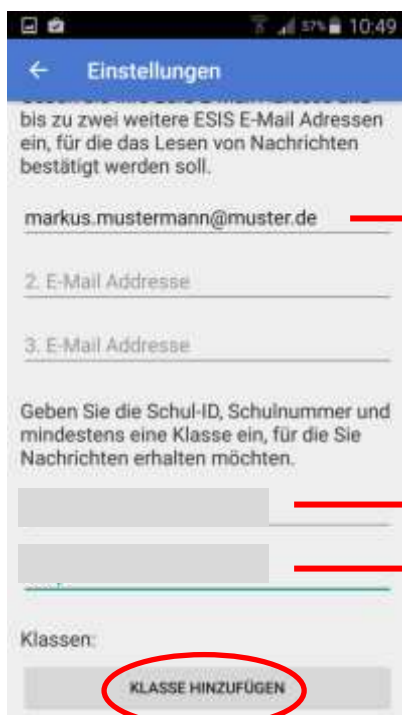 57% 10:49
Einstellungen
bis zu zwei weitere ESIS E-Mail Adressen
ein, für die das Lesen von Nachrichten
bestätigt werden soll.
markus.mustermann@muster.de
2. E-Mail Addresse
3. E-Mail Addresse
Geben Sie die Schul-ID, Schulnummer und
mindestens eine Klasse ein, für die Sie
Nachrichten erhalten möchten.
Klassen:
KLASSE HINZUFÜGEN